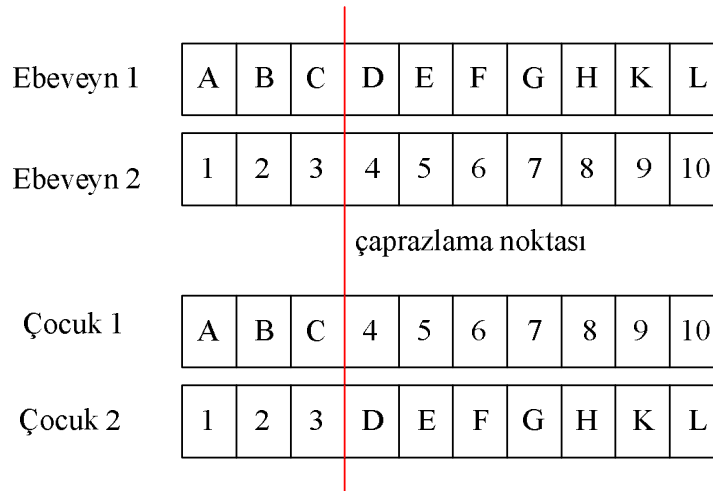 Ebeveyn 1 A B C D E F G H K L
Ebeveyn 2 1 2 3 4 5 6 7 8 9 10
çaprazlama noktası
Çocuk 1 A B C 4 5 6 7 8 9 10
Çocuk 2 1 2 3 D E F G H K L